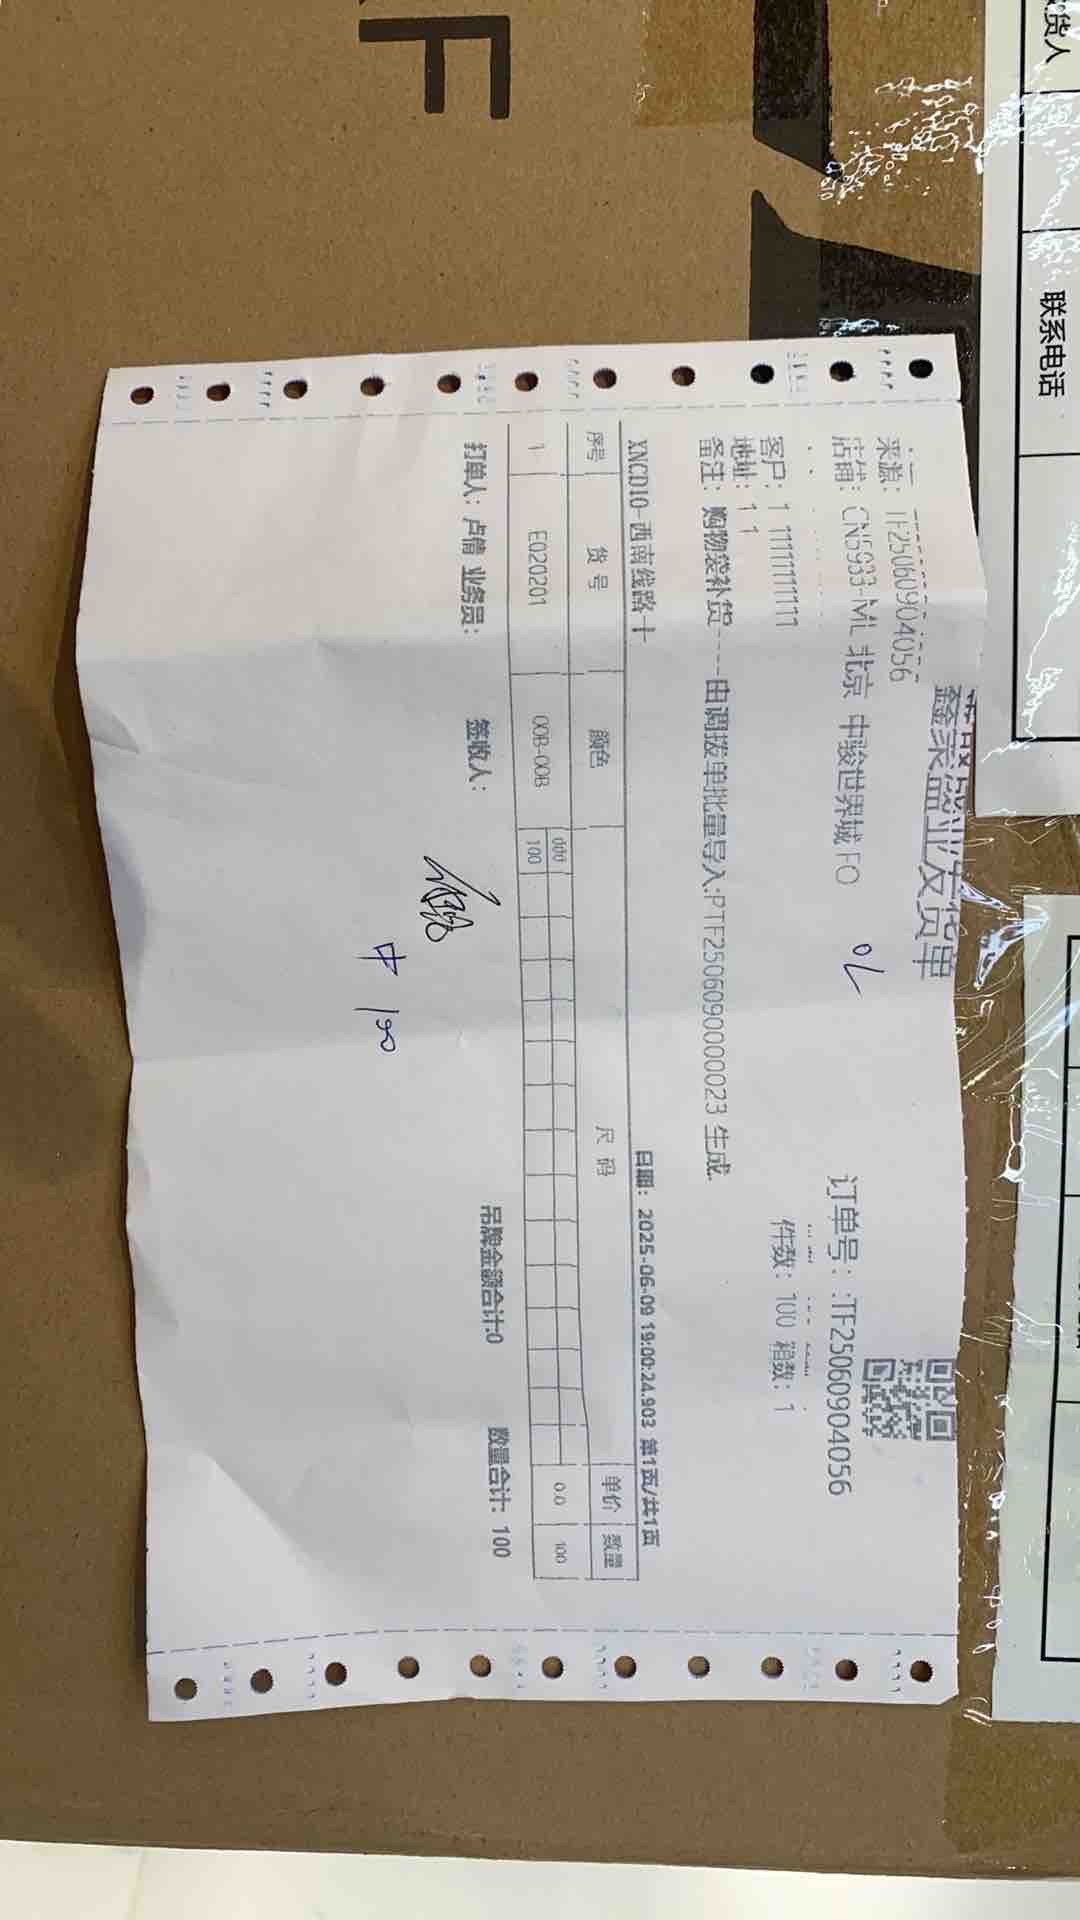 鑫荣盛业发货单
来源：TF25060904056
店铺：CN5933-ML 北京 中骏世界城 FO
订单号：:TF25060904056
客户：1 11111111111
件数：100 箱数：1
地址：1 1
备注：购物袋补货----由调拨单批量导入:PTF2506090000023 生成.
XNCD10-西南线路十
日期：2025-06-09 19:00:24.903 第1页/共1页
序号 货号 颜色 尺码 单价 数量
000
1 E020201 00B-00B 100 0.0 100
打单人：卢倩 业务员： 签收人： 吊牌金额合计:0 数量合计：100
中 100
货人
联系电话